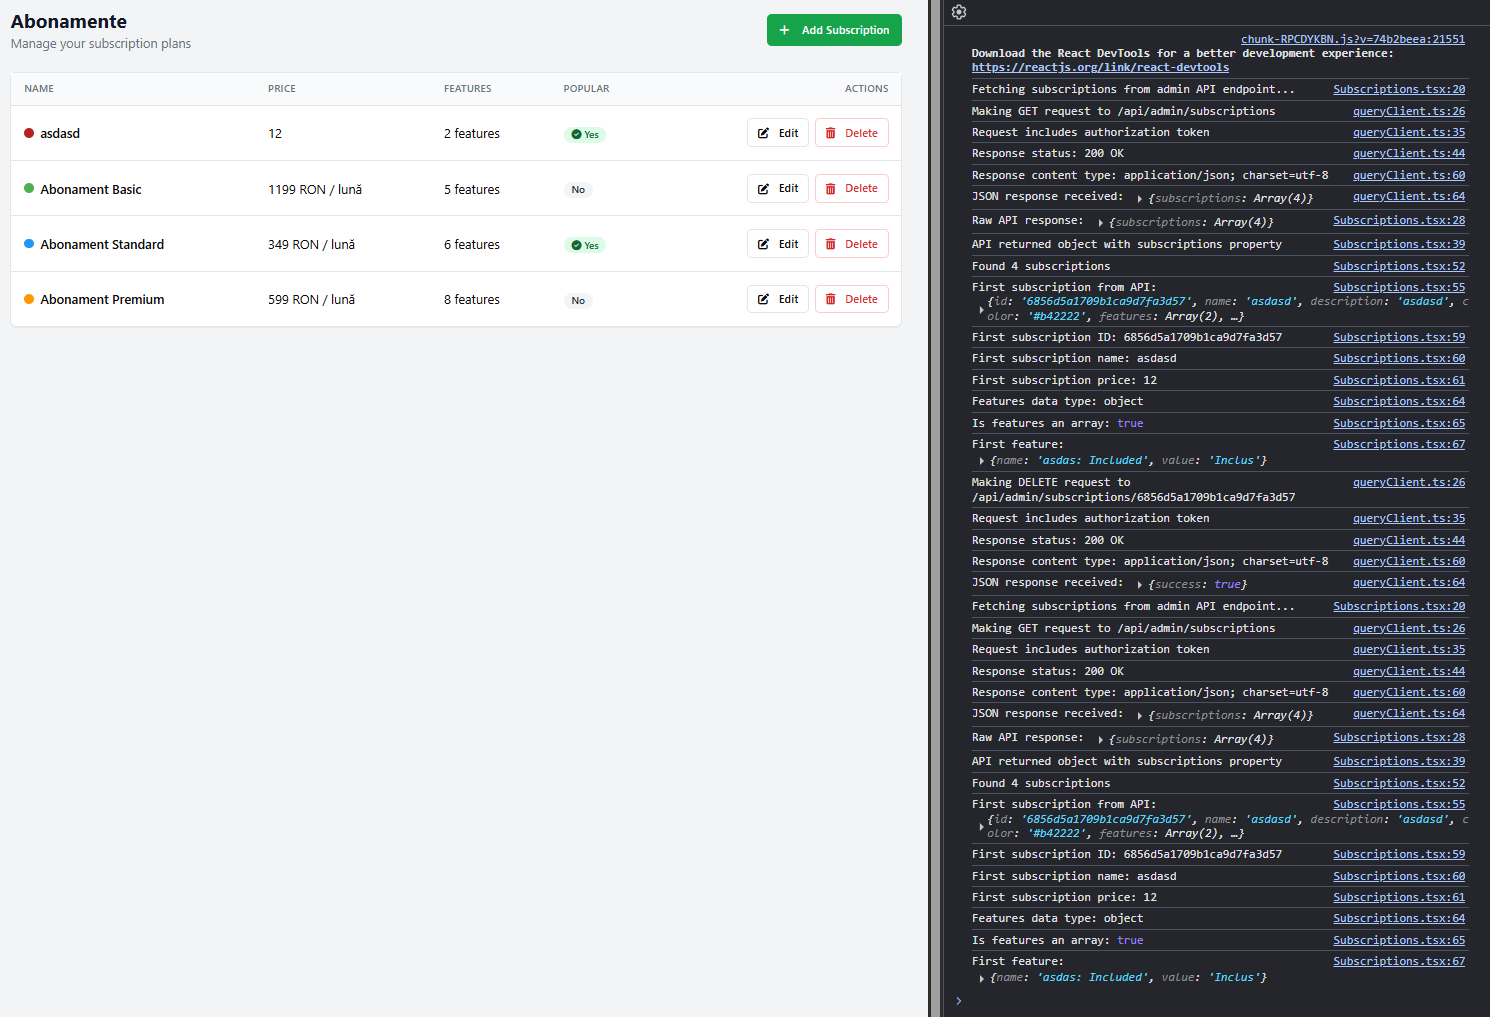 Abonamente
Manage your subscription plans
+ Add Subscription
NAME PRICE FEATURES POPULAR ACTIONS
asdasd 12 2 features Yes Edit Delete
Abonament Basic 1199 RON / lună 5 features No Edit Delete
Abonament Standard 349 RON / lună 6 features Yes Edit Delete
Abonament Premium 599 RON / lună 8 features No Edit Delete
chunk-RPCDYKBN.js?v=74b2beea:21551
Download the React DevTools for a better development experience:
https://reactjs.org/link/react-devtools
Fetching subscriptions from admin API endpoint... Subscriptions.tsx:20
Making GET request to /api/admin/subscriptions queryClient.ts:26
Request includes authorization token queryClient.ts:35
Response status: 200 OK queryClient.ts:44
Response content type: application/json; charset=utf-8 queryClient.ts:60
JSON response received: {subscriptions: Array(4)} queryClient.ts:64
Raw API response: {subscriptions: Array(4)} Subscriptions.tsx:28
API returned object with subscriptions property Subscriptions.tsx:39
Found 4 subscriptions Subscriptions.tsx:52
First subscription from API: Subscriptions.tsx:55
{id: '6856d5a1709b1ca9d7fa3d57', name: 'asdasd', description: 'asdasd', c
olor: '#b42222', features: Array(2), …}
First subscription ID: 6856d5a1709b1ca9d7fa3d57 Subscriptions.tsx:59
First subscription name: asdasd Subscriptions.tsx:60
First subscription price: 12 Subscriptions.tsx:61
Features data type: object Subscriptions.tsx:64
Is features an array: true Subscriptions.tsx:65
First feature: Subscriptions.tsx:67
{name: 'asdas: Included', value: 'Inclus'}
Making DELETE request to queryClient.ts:26
/api/admin/subscriptions/6856d5a1709b1ca9d7fa3d57
Request includes authorization token queryClient.ts:35
Response status: 200 OK queryClient.ts:44
Response content type: application/json; charset=utf-8 queryClient.ts:60
JSON response received: {success: true} queryClient.ts:64
Fetching subscriptions from admin API endpoint... Subscriptions.tsx:20
Making GET request to /api/admin/subscriptions queryClient.ts:26
Request includes authorization token queryClient.ts:35
Response status: 200 OK queryClient.ts:44
Response content type: application/json; charset=utf-8 queryClient.ts:60
JSON response received: {subscriptions: Array(4)} queryClient.ts:64
Raw API response: {subscriptions: Array(4)} Subscriptions.tsx:28
API returned object with subscriptions property Subscriptions.tsx:39
Found 4 subscriptions Subscriptions.tsx:52
First subscription from API: Subscriptions.tsx:55
{id: '6856d5a1709b1ca9d7fa3d57', name: 'asdasd', description: 'asdasd', c
olor: '#b42222', features: Array(2), …}
First subscription ID: 6856d5a1709b1ca9d7fa3d57 Subscriptions.tsx:59
First subscription name: asdasd Subscriptions.tsx:60
First subscription price: 12 Subscriptions.tsx:61
Features data type: object Subscriptions.tsx:64
Is features an array: true Subscriptions.tsx:65
First feature: Subscriptions.tsx:67
{name: 'asdas: Included', value: 'Inclus'}